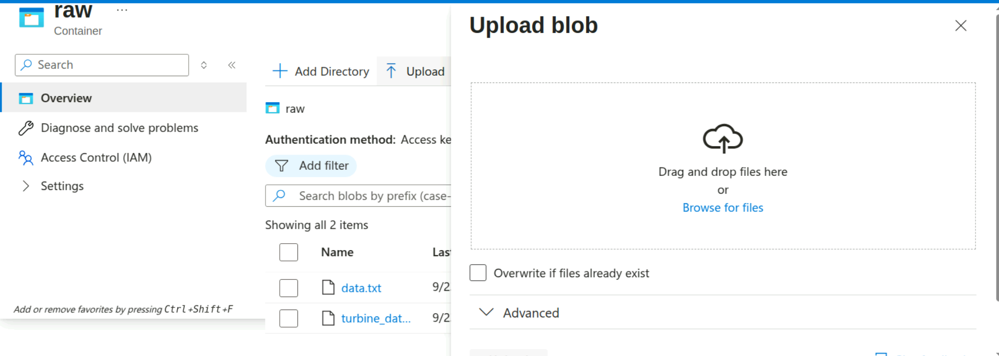 raw
...
Container
Search
Overview
Diagnose and solve problems
Access Control (IAM)
Settings
Add or remove favorites by pressing Ctrl+Shift+F
Add Directory
Upload
raw
Authentication method: Access ke
Add filter
Search blobs by prefix (case-
Showing all 2 items
Name Las
data.txt 9/2
turbine_dat... 9/2
Upload blob
Drag and drop files here
or
Browse for files
Overwrite if files already exist
Advanced